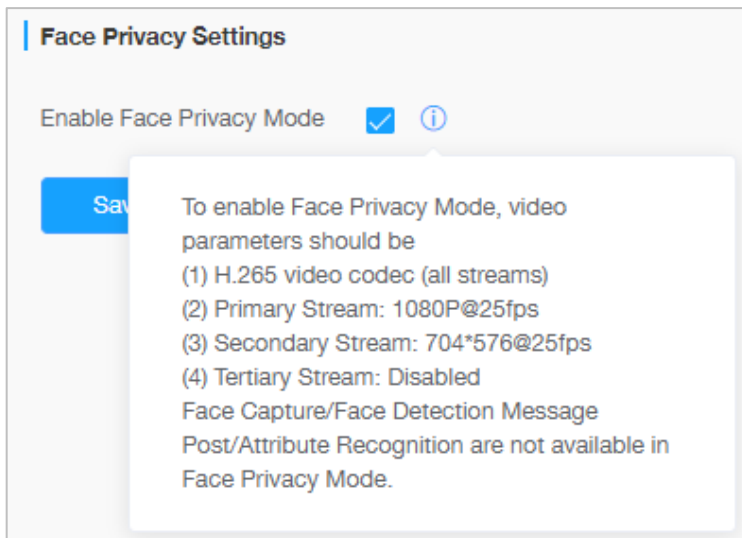 Face Privacy Settings
Enable Face Privacy Mode
Sav
To enable Face Privacy Mode, video
parameters should be
(1) H.265 video codec (all streams)
(2) Primary Stream: 1080P@25fps
(3) Secondary Stream: 704*576@25fps
(4) Tertiary Stream: Disabled
Face Capture/Face Detection Message
Post/Attribute Recognition are not available in
Face Privacy Mode.